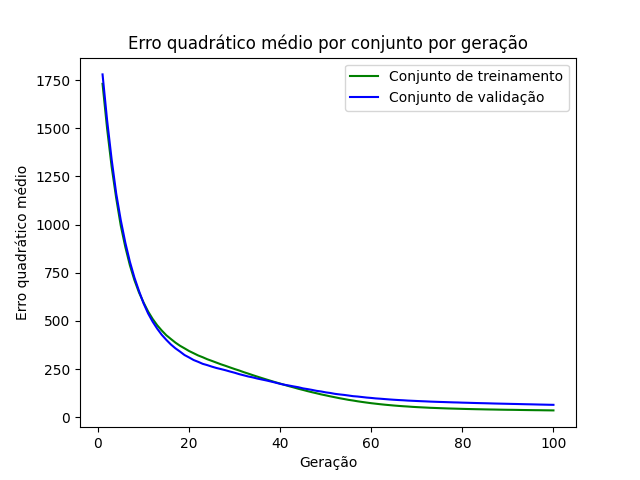 Erro quadrático médio por conjunto por geração
Conjunto de treinamento
Conjunto de validação
Erro quadrático médio
1750
1500
1250
1000
750
500
250
0
0 20 40 60 80 100
Geração